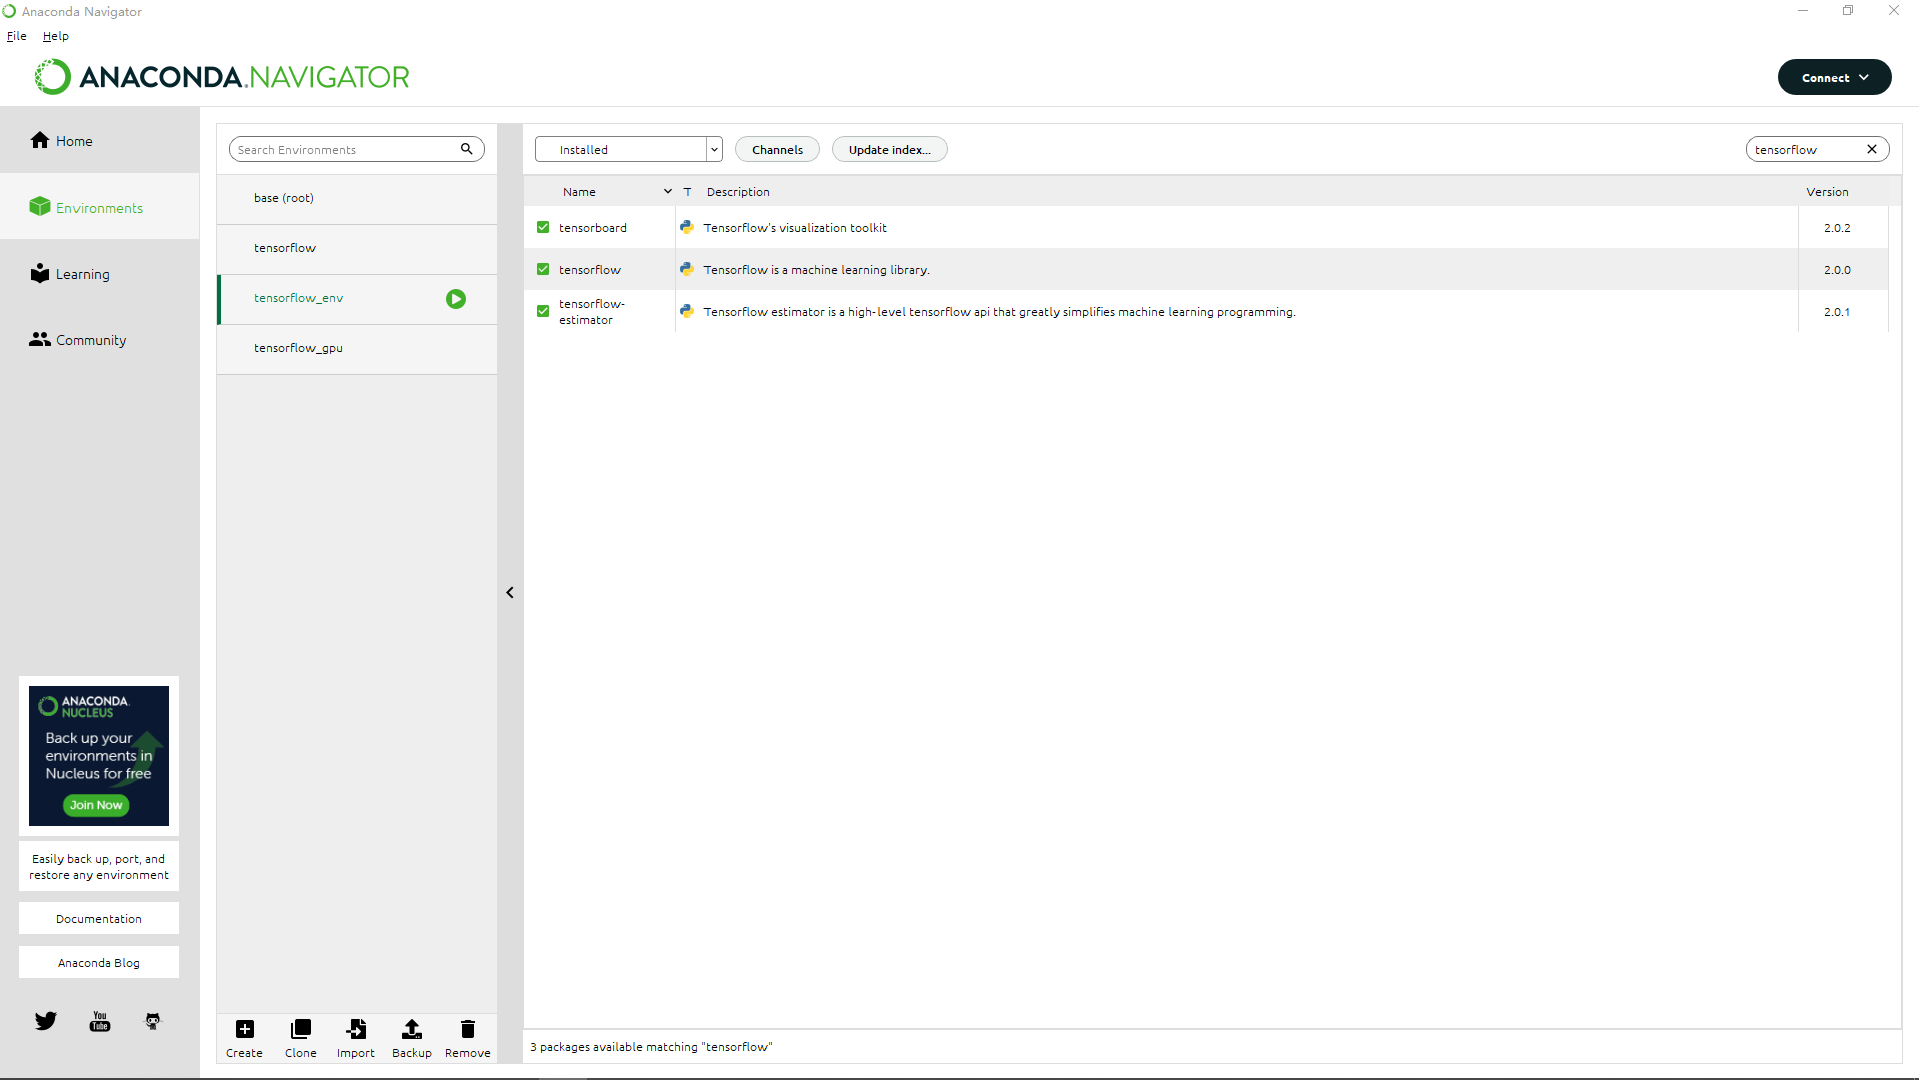 Anaconda Navigator
File Help
ANACONDA.NAVIGATOR
Connect
Home
Environments
Learning
Community
ANACONDA.
NUCLEUS
Back up your
environments in
Nucleus for free
Join Now
Easily back up, port, and
restore any environment
Documentation
Anaconda Blog
You
Tube
Search Environments
base (root)
tensorflow
tensorflow_env
tensorflow_gpu
Create Clone Import Backup Remove
Installed Channels Update index... tensorflow
Name T Description Version
tensorboard Tensorflow's visualization toolkit 2.0.2
tensorflow Tensorflow is a machine learning library. 2.0.0
tensorflow-
estimator Tensorflow estimator is a high-level tensorflow api that greatly simplifies machine learning programming. 2.0.1
3 packages available matching "tensorflow"